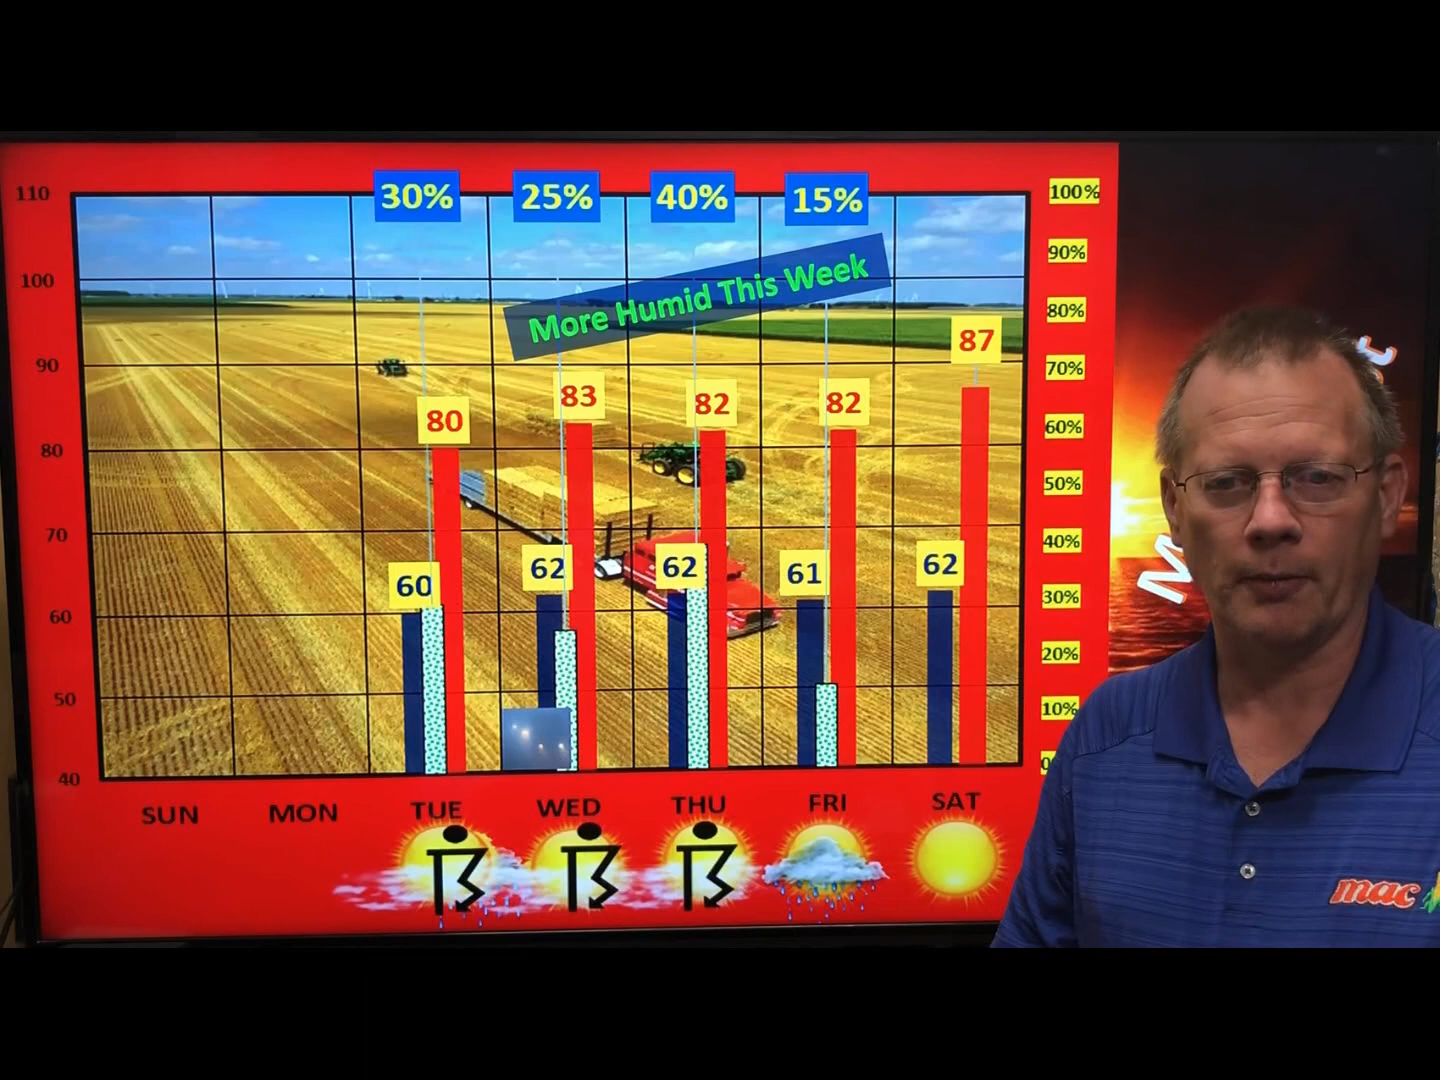 30% 25% 40% 15%
110 100%
100 90%
More Humid This Week
80%
90 87 70%
80 83 82 82 60%
80 50%
70 40%
60 62 62 61 62 30%
60 20%
50 10%
40
SUN MON TUE WED THU FRI SAT
mac